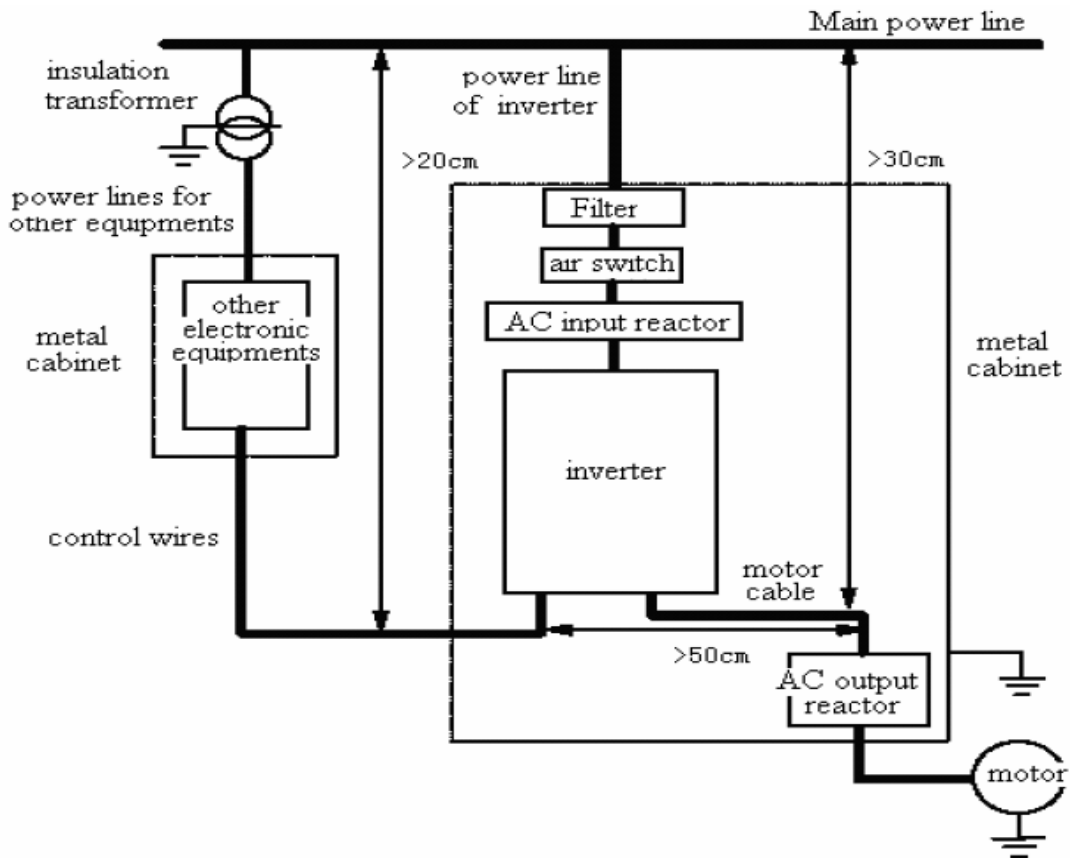 Main power line
insulation
transformer
power line
of inverter
>20cm
>30cm
power lines for
other equipments
Filter
air switch
AC input reactor
other
electronic
equipments
metal
cabinet
metal
cabinet
inverter
control wires
motor
cable
>50cm
AC output
reactor
motor